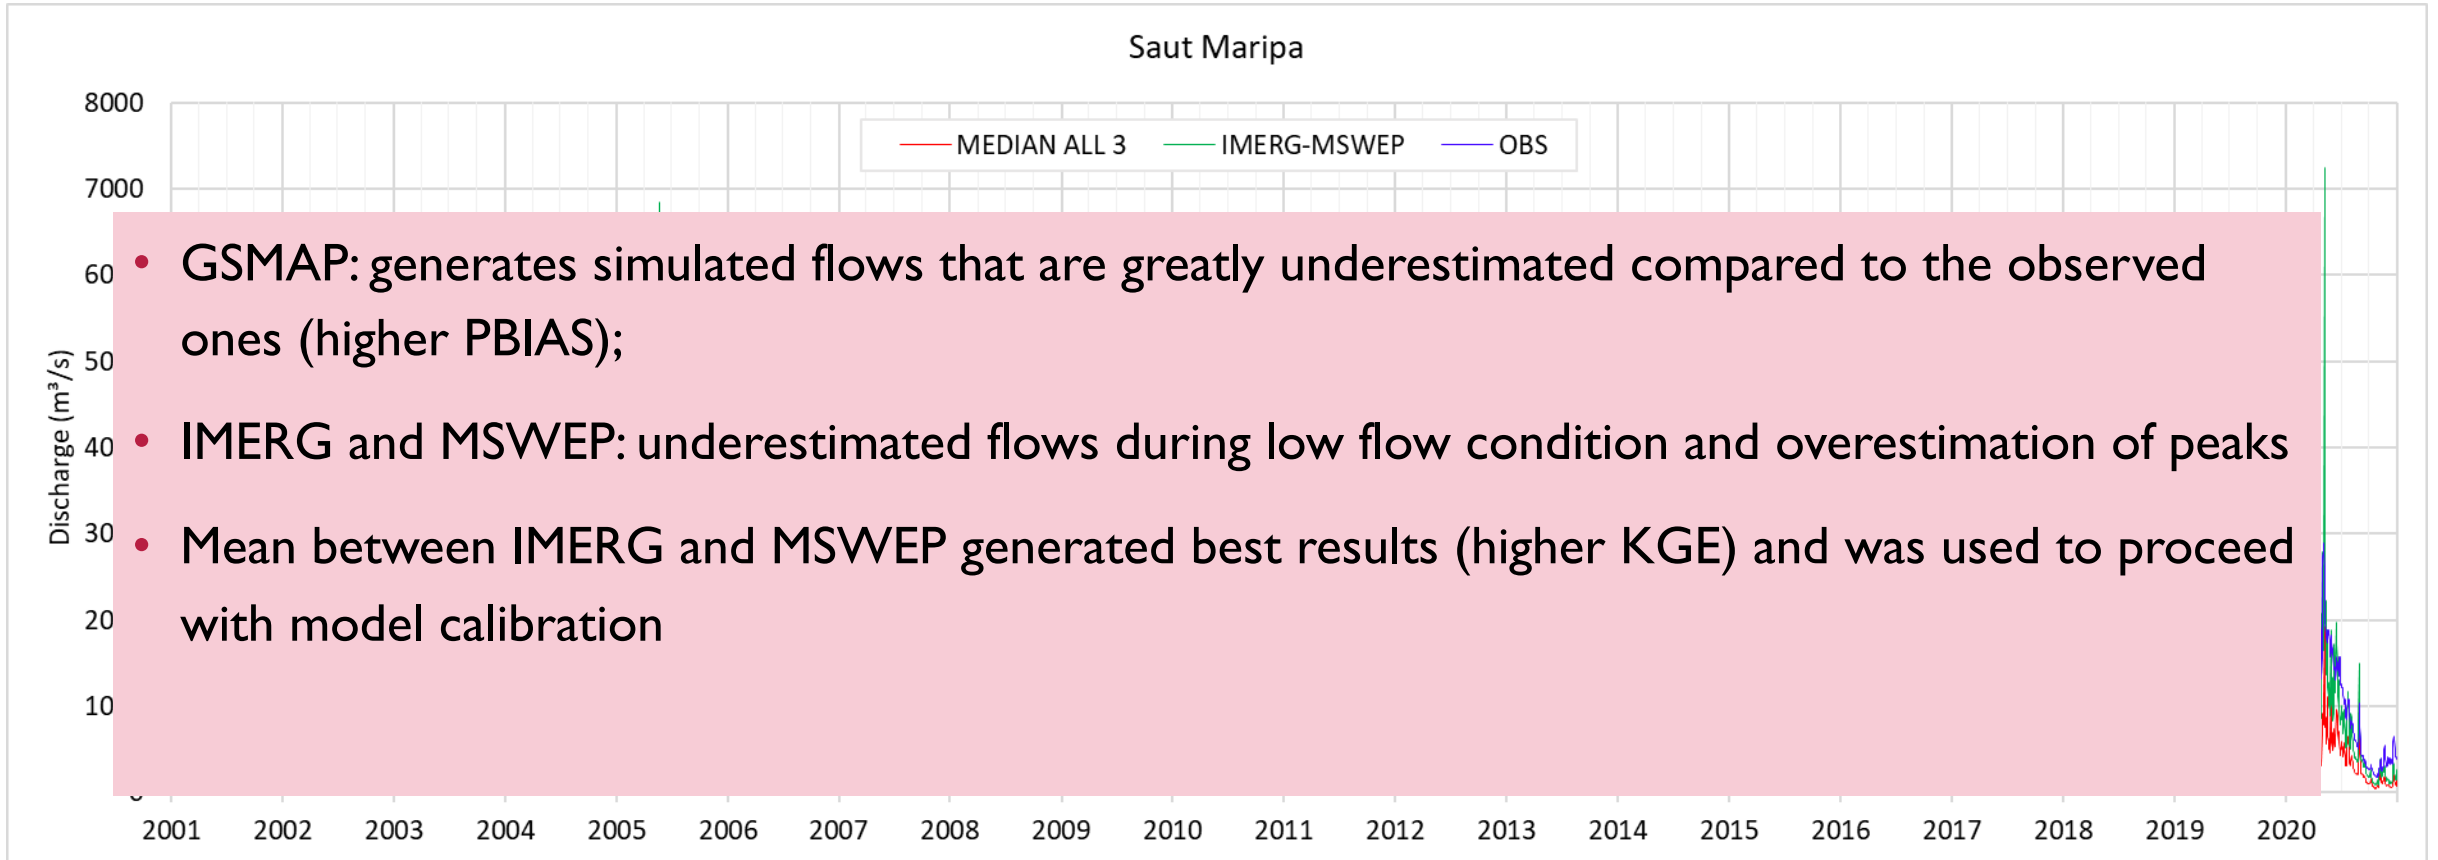 Saut Maripa
8000
MEDIAN ALL 3 IMERG-MSWEP OBS
7000
• GSMAP: generates simulated flows that are greatly underestimated compared to the observed
60
ones (higher PBIAS);
50
Discharge (m³/s)
• IMERG and MSWEP: underestimated flows during low flow condition and overestimation of peaks
40
• Mean between IMERG and MSWEP generated best results (higher KGE) and was used to proceed
30
with model calibration
20
10
2001 2002 2003 2004 2005 2006 2007 2008 2009 2010 2011 2012 2013 2014 2015 2016 2017 2018 2019 2020